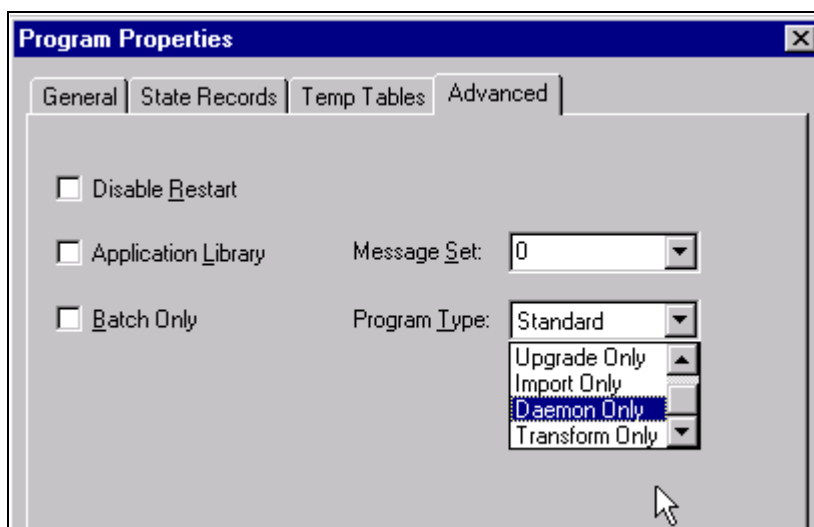 Program Properties
General State Records Temp Tables Advanced
Disable Restart
Application Library Message Set: 0
Batch Only Program Type: Standard
Upgrade Only
Import Only
Daemon Only
Transform Only